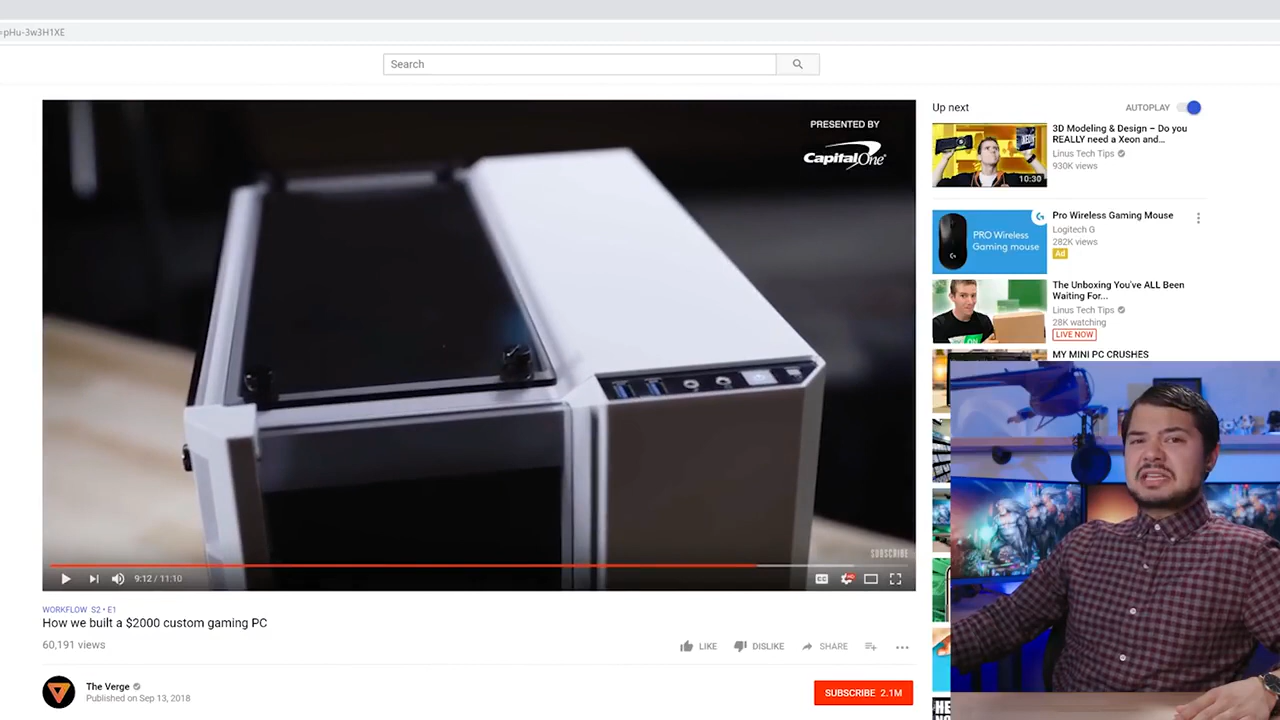 =pHu-3w3H1XE
Search
PRESENTED BY
CapitalOne
SUBSCRIBE
9:12 / 11:10
CC
WORKFLOW S2 • E1
How we built a $2000 custom gaming PC
60,191 views
LIKE
DISLIKE
SHARE
The Verge
Published on Sep 13, 2018
SUBSCRIBE 2.1M
Up next
AUTOPLAY
10:30
3D Modeling & Design – Do you
REALLY need a Xeon and...
Linus Tech Tips
930K views
PRO Wireless
Gaming mouse
Pro Wireless Gaming Mouse
Logitech G
282K views
Ad
The Unboxing You've ALL Been
Waiting For...
Linus Tech Tips
28K watching
LIVE NOW
MY MINI PC CRUSHES